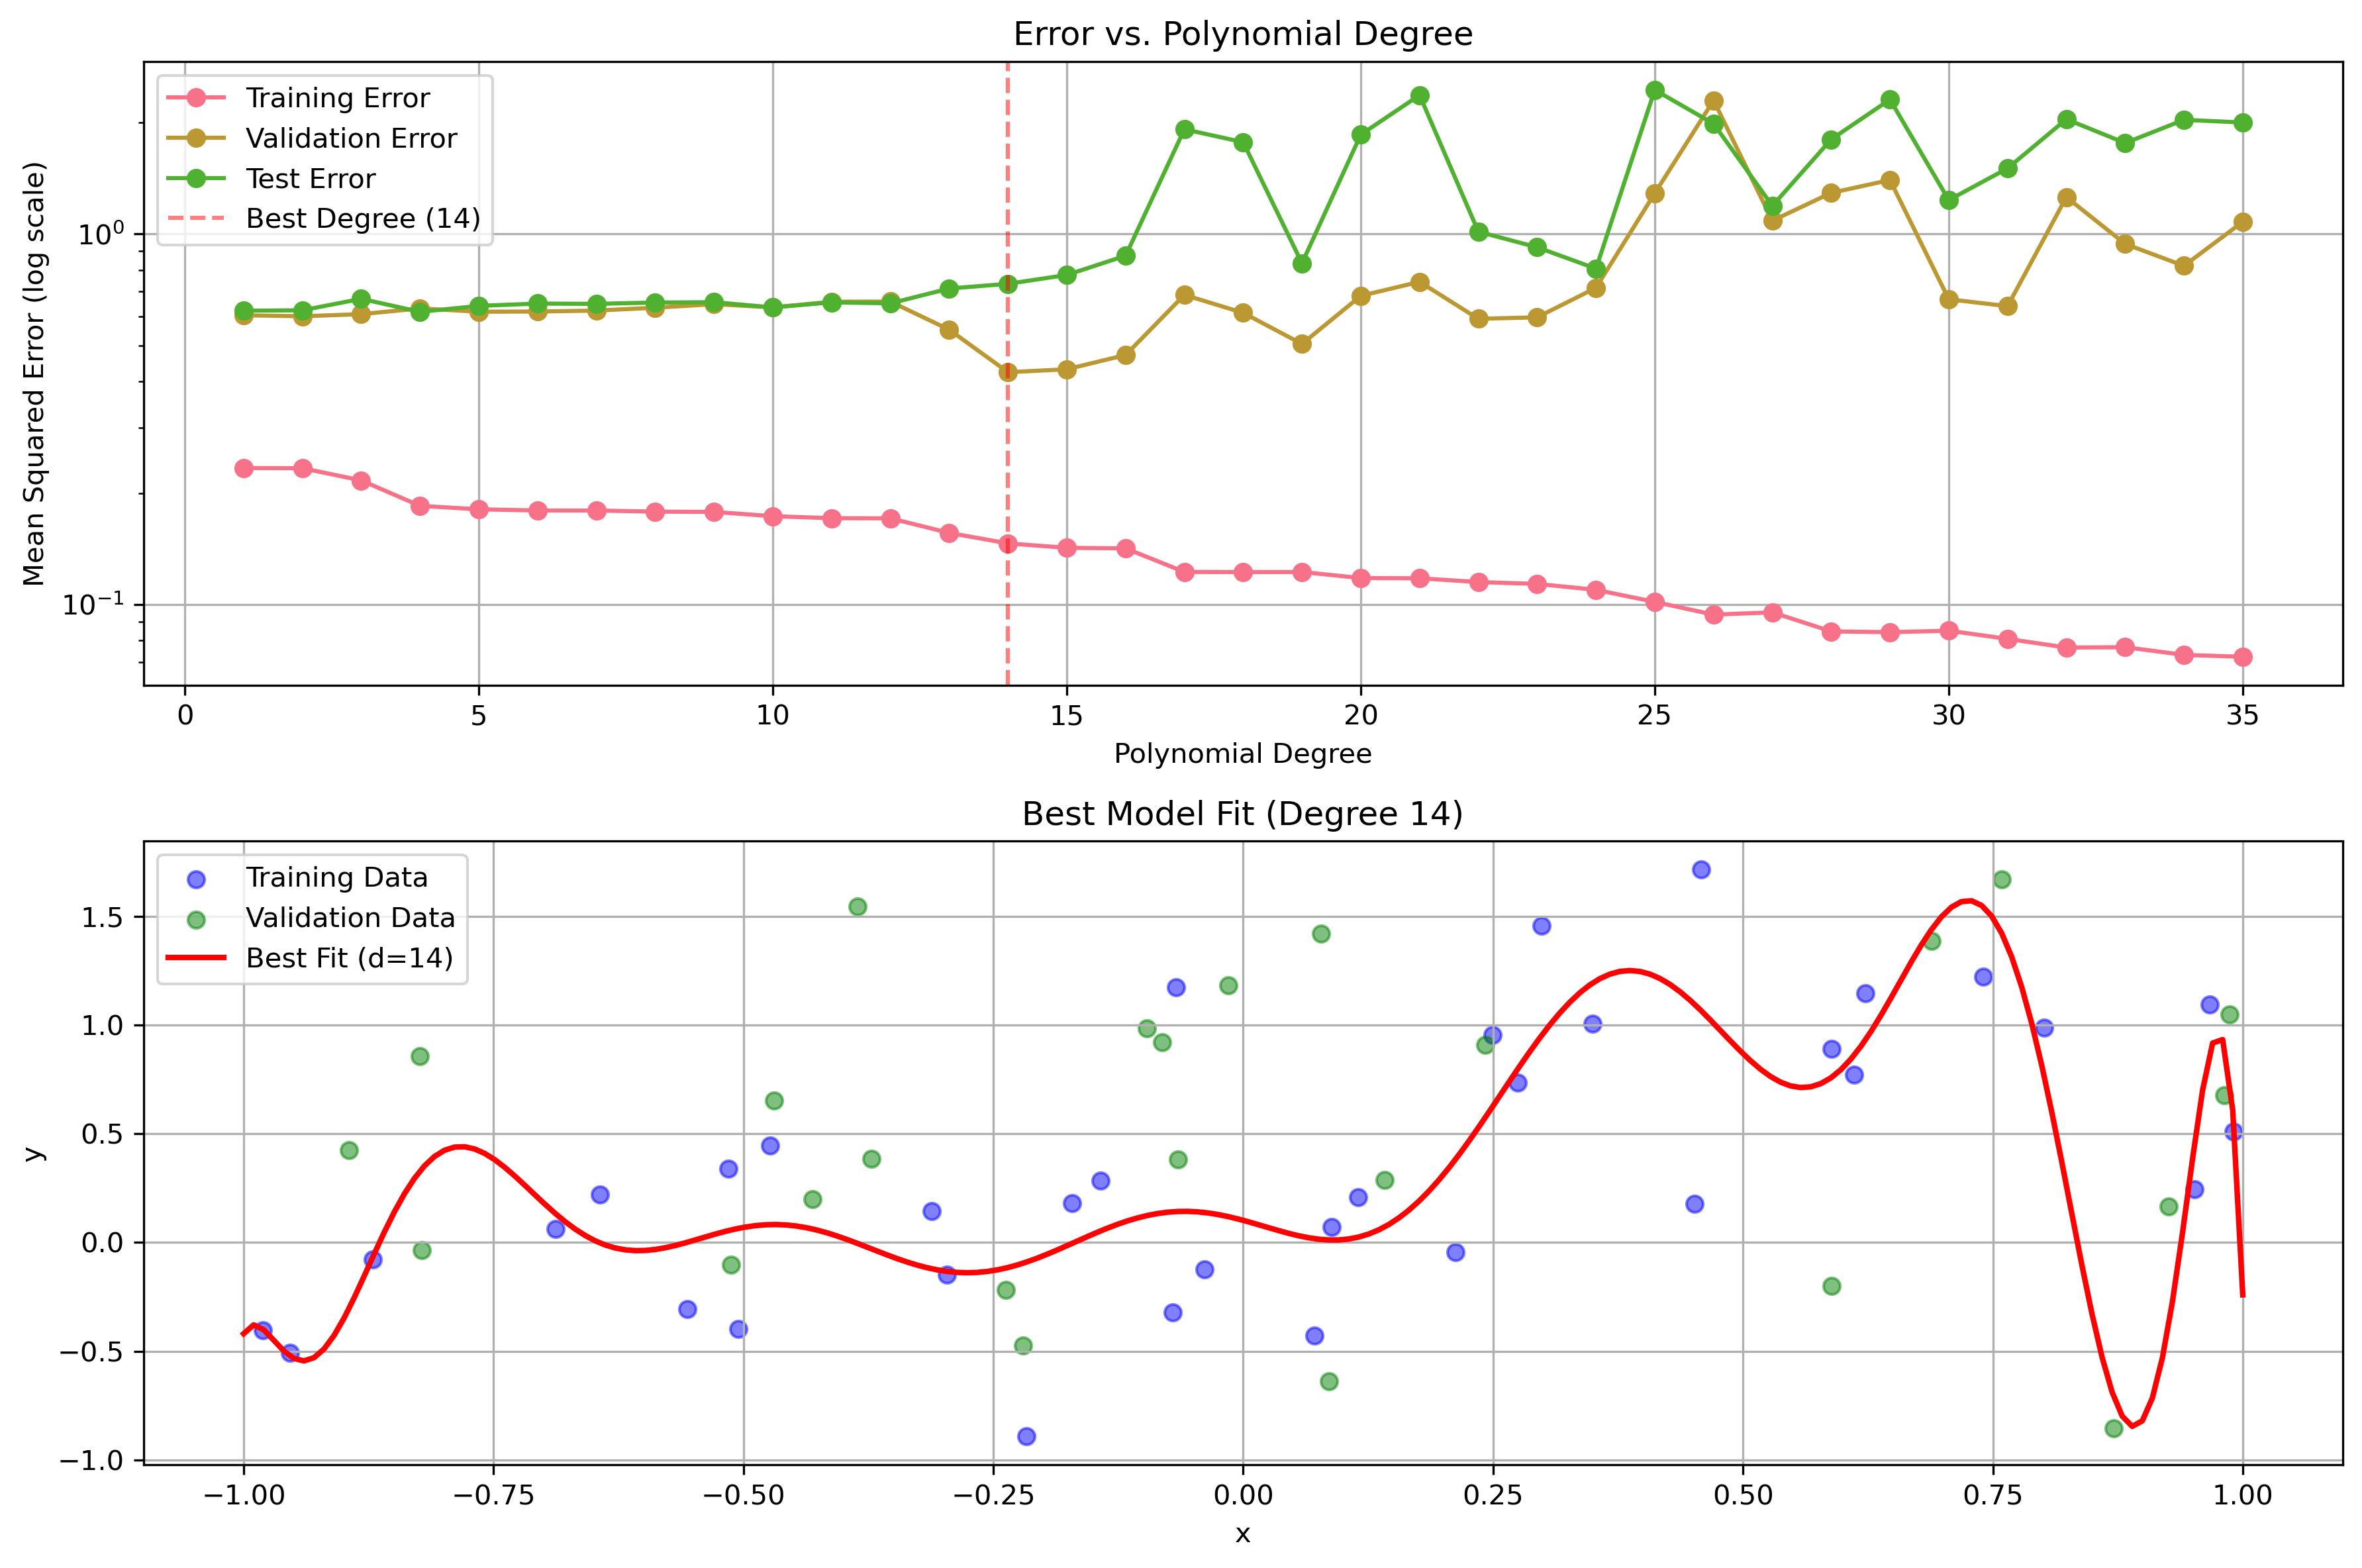 Error vs. Polynomial Degree
Training Error
Validation Error
Test Error
Best Degree (14)
Mean Squared Error (log scale)
10⁰
10⁻¹
0 5 10 15 20 25 30 35
Polynomial Degree
Best Model Fit (Degree 14)
Training Data
Validation Data
Best Fit (d=14)
y
1.5
1.0
0.5
0.0
−0.5
−1.0
−1.00 −0.75 −0.50 −0.25 0.00 0.25 0.50 0.75 1.00
x